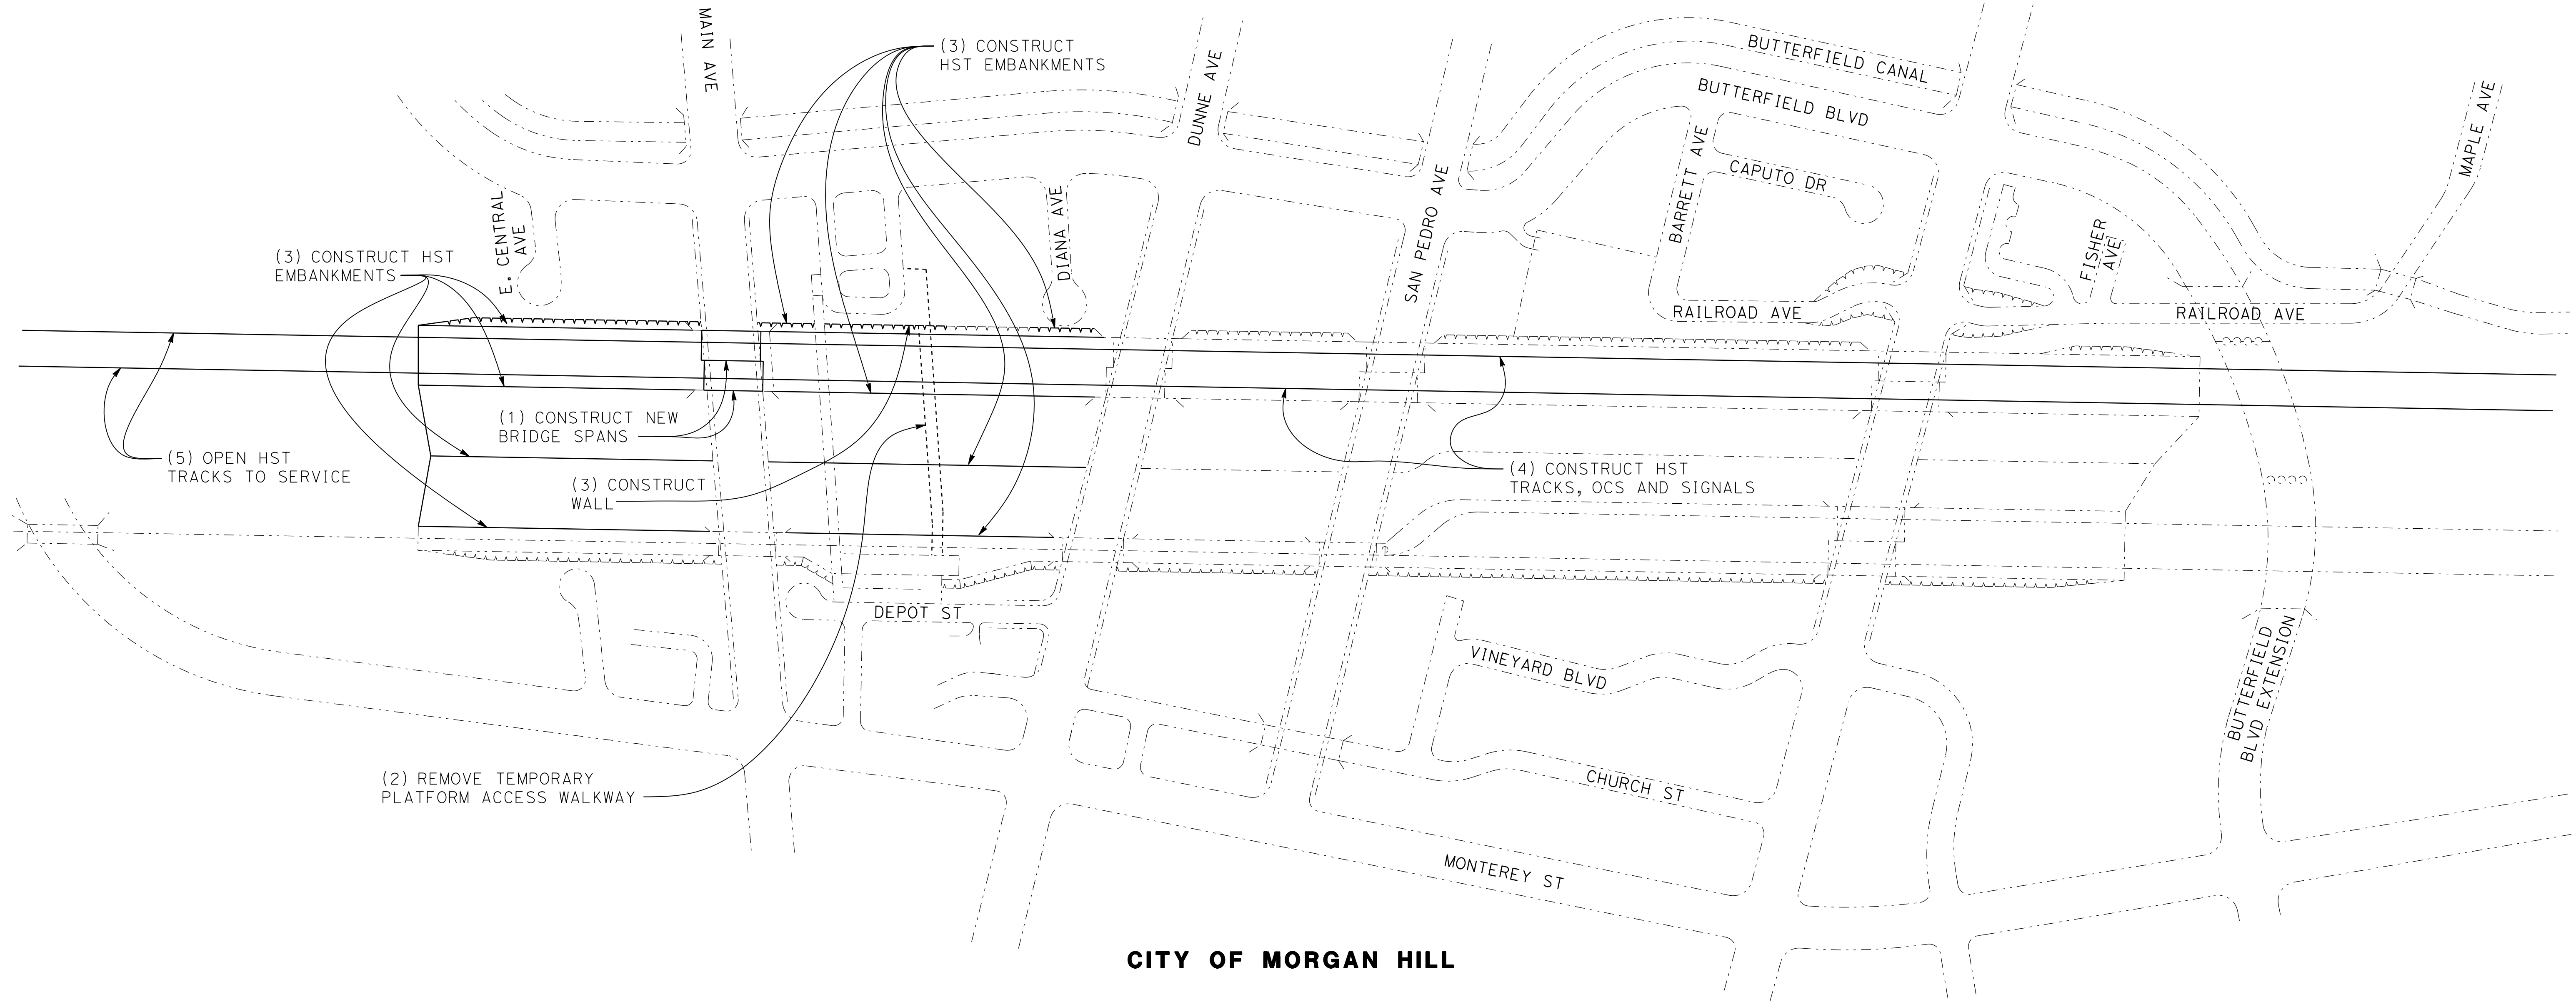 MAIN AVE
(3) CONSTRUCT
HST EMBANKMENTS
DUNNE AVE
BUTTERFIELD CANAL
BUTTERFIELD BLVD
MAPLE AVE
BARRETT AVE
CAPUTO DR
E. CENTRAL
AVE
DIANA AVE
SAN PEDRO AVE
FISHER
AVE
(3) CONSTRUCT HST
EMBANKMENTS
RAILROAD AVE
RAILROAD AVE
(1) CONSTRUCT NEW
BRIDGE SPANS
(5) OPEN HST
TRACKS TO SERVICE
(3) CONSTRUCT
WALL
(4) CONSTRUCT HST
TRACKS, OCS AND SIGNALS
DEPOT ST
VINEYARD BLVD
BUTTERFIELD
BLVD EXTENSION
(2) REMOVE TEMPORARY
PLATFORM ACCESS WALKWAY
CHURCH ST
MONTEREY ST
CITY OF MORGAN HILL